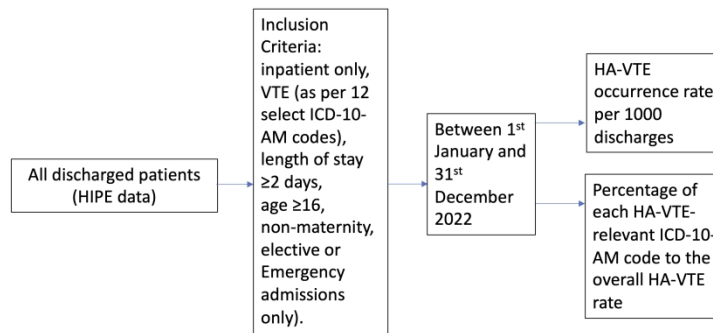 All discharged patients
(HIPE data)
Inclusion
Criteria:
inpatient only,
VTE (as per 12
select ICD-10-
AM codes),
length of stay
≥2 days,
age ≥16,
non-maternity,
elective or
Emergency
admissions
only).
Between 1st
January and
31st
December
2022
HA-VTE
occurrence rate
per 1000
discharges
Percentage of
each HA-VTE-
relevant ICD-10-
AM code to the
overall HA-VTE
rate